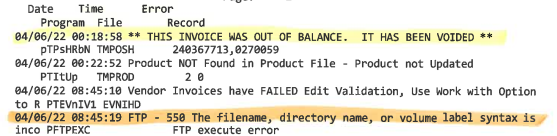 Date Time Error
Program File Record
04/06/22 00:18:58 ** THIS INVOICE WAS OUT OF BALANCE. IT HAS BEEN VOIDED **
pTPsHRbN TMPOSH 240367713,0270059
04/06/22 00:22:52 Product NOT Found in Product File - Product not Updated
PTItUp TMPROD 2 0
04/06/22 08:45:10 Vendor Invoices have FAILED Edit Validation, Use Work with Option
to R PTEVnIV1 EVNIHD
04/06/22 08:45:19 FTP - 550 The filename, directory name, or volume label syntax is
inco PFTPEXC FTP execute error